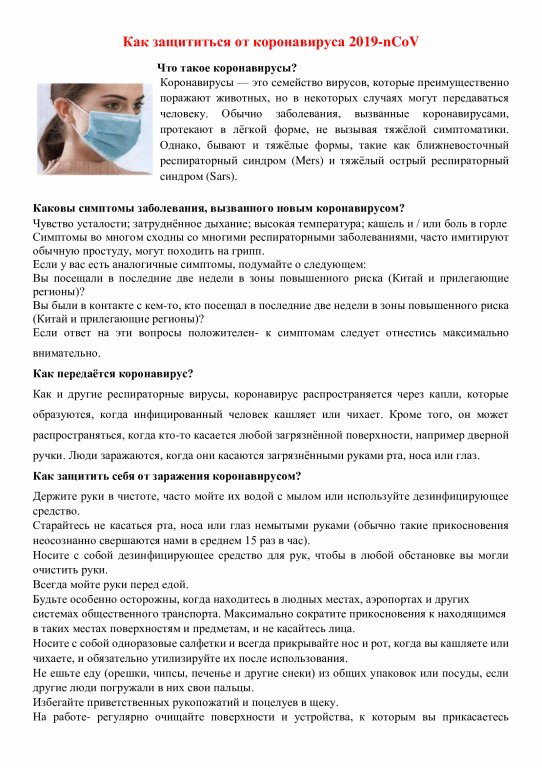 Как защититься от коронавируса 2019-nCoV
Что такое коронавирусы?
Коронавирусы — это семейство вирусов, которые преимущественно
поражают животных, но в некоторых случаях могут передаваться
человеку. Обычно заболевания, вызванные коронавирусами,
протекают в лёгкой форме, не вызывая тяжёлой симптоматики.
Однако, бывают и тяжёлые формы, такие как ближневосточный
респираторный синдром (Mers) и тяжёлый острый респираторный
синдром (Sars).
Каковы симптомы заболевания, вызванного новым коронавирусом?
Чувство усталости; затруднённое дыхание; высокая температура; кашель и / или боль в горле
Симптомы во многом сходны со многими респираторными заболеваниями, часто имитируют
обычную простуду, могут походить на грипп.
Если у вас есть аналогичные симптомы, подумайте о следующем:
Вы посещали в последние две недели в зоны повышенного риска (Китай и прилегающие
регионы)?
Вы были в контакте с кем-то, кто посещал в последние две недели в зоны повышенного риска
(Китай и прилегающие регионы)?
Если ответ на эти вопросы положителен- к симптомам следует отнестись максимально
внимательно.
Как передаётся коронавирус?
Как и другие респираторные вирусы, коронавирус распространяется через капли, которые
образуются, когда инфицированный человек кашляет или чихает. Кроме того, он может
распространяться, когда кто-то касается любой загрязнённой поверхности, например дверной
ручки. Люди заражаются, когда они касаются загрязнёнными руками рта, носа или глаз.
Как защитить себя от заражения коронавирусом?
Держите руки в чистоте, часто мойте их водой с мылом или используйте дезинфицирующее
средство.
Старайтесь не касаться рта, носа или глаз немытыми руками (обычно такие прикосновения
неосознанно свершаются нами в среднем 15 раз в час).
Носите с собой дезинфицирующее средство для рук, чтобы в любой обстановке вы могли
очистить руки.
Всегда мойте руки перед едой.
Будьте особенно осторожны, когда находитесь в людных местах, аэропортах и других
системах общественного транспорта. Максимально сократите прикосновения к находящимся
в таких местах поверхностям и предметам, и не касайтесь лица.
Носите с собой одноразовые салфетки и всегда прикрывайте нос и рот, когда вы кашляете или
чихаете, и обязательно утилизируйте их после использования.
Не ешьте еду (орешки, чипсы, печенье и другие снеки) из общих упаковок или посуды, если
другие люди погружали в них свои пальцы.
Избегайте приветственных рукопожатий и поцелуев в щеку.
На работе- регулярно очищайте поверхности и устройства, к которым вы прикасаетесь